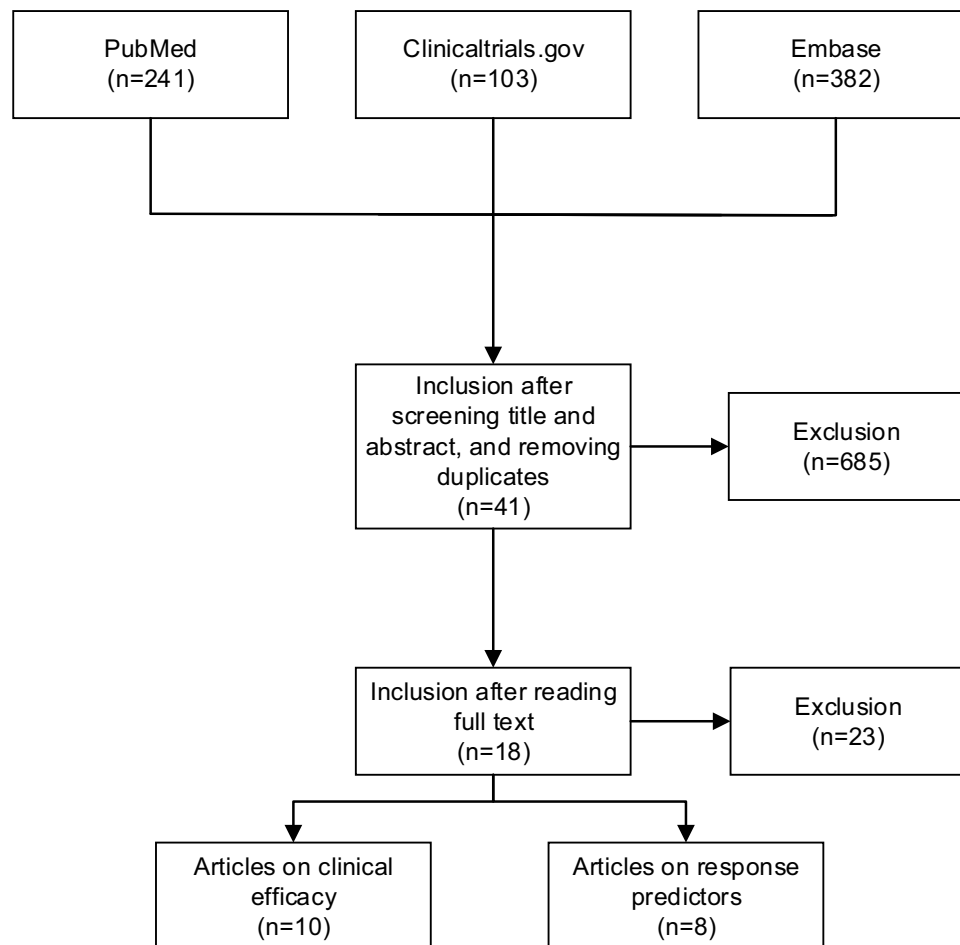 PubMed
(n=241)
Clinicaltrials.gov
(n=103)
Embase
(n=382)
Inclusion after
screening title and
abstract, and removing
duplicates
(n=41)
Exclusion
(n=685)
Inclusion after reading
full text
(n=18)
Exclusion
(n=23)
Articles on clinical
efficacy
(n=10)
Articles on response
predictors
(n=8)